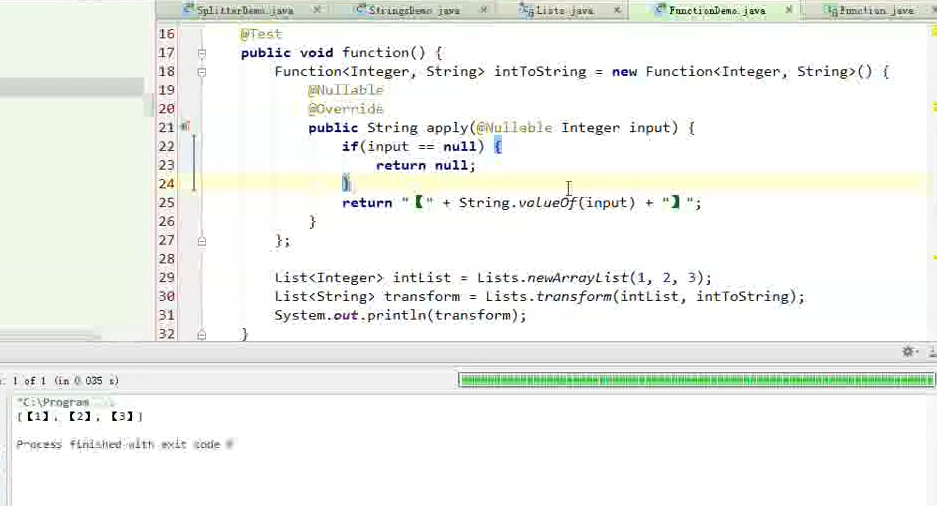 SplitterDemo.java × StringsDemo.java × Lists.java × FunctionDemo.java × Function.java
16 @Test
17 public void function() {
18 Function<Integer, String> intToString = new Function<Integer, String>() {
19 @Nullable
20 @Override
21 public String apply(@Nullable Integer input) {
22 if(input == null) {
23 return null;
24 }
25 return "【" + String.valueOf(input) + "】";
26 }
27 };
28
29 List<Integer> intList = Lists.newArrayList(1, 2, 3);
30 List<String> transform = Lists.transform(intList, intToString);
31 System.out.println(transform);
32 }
: 1 of 1 (in 0.035 s)
"C:\Program
[【1】, 【2】, 【3】]
Process finished with exit code 0